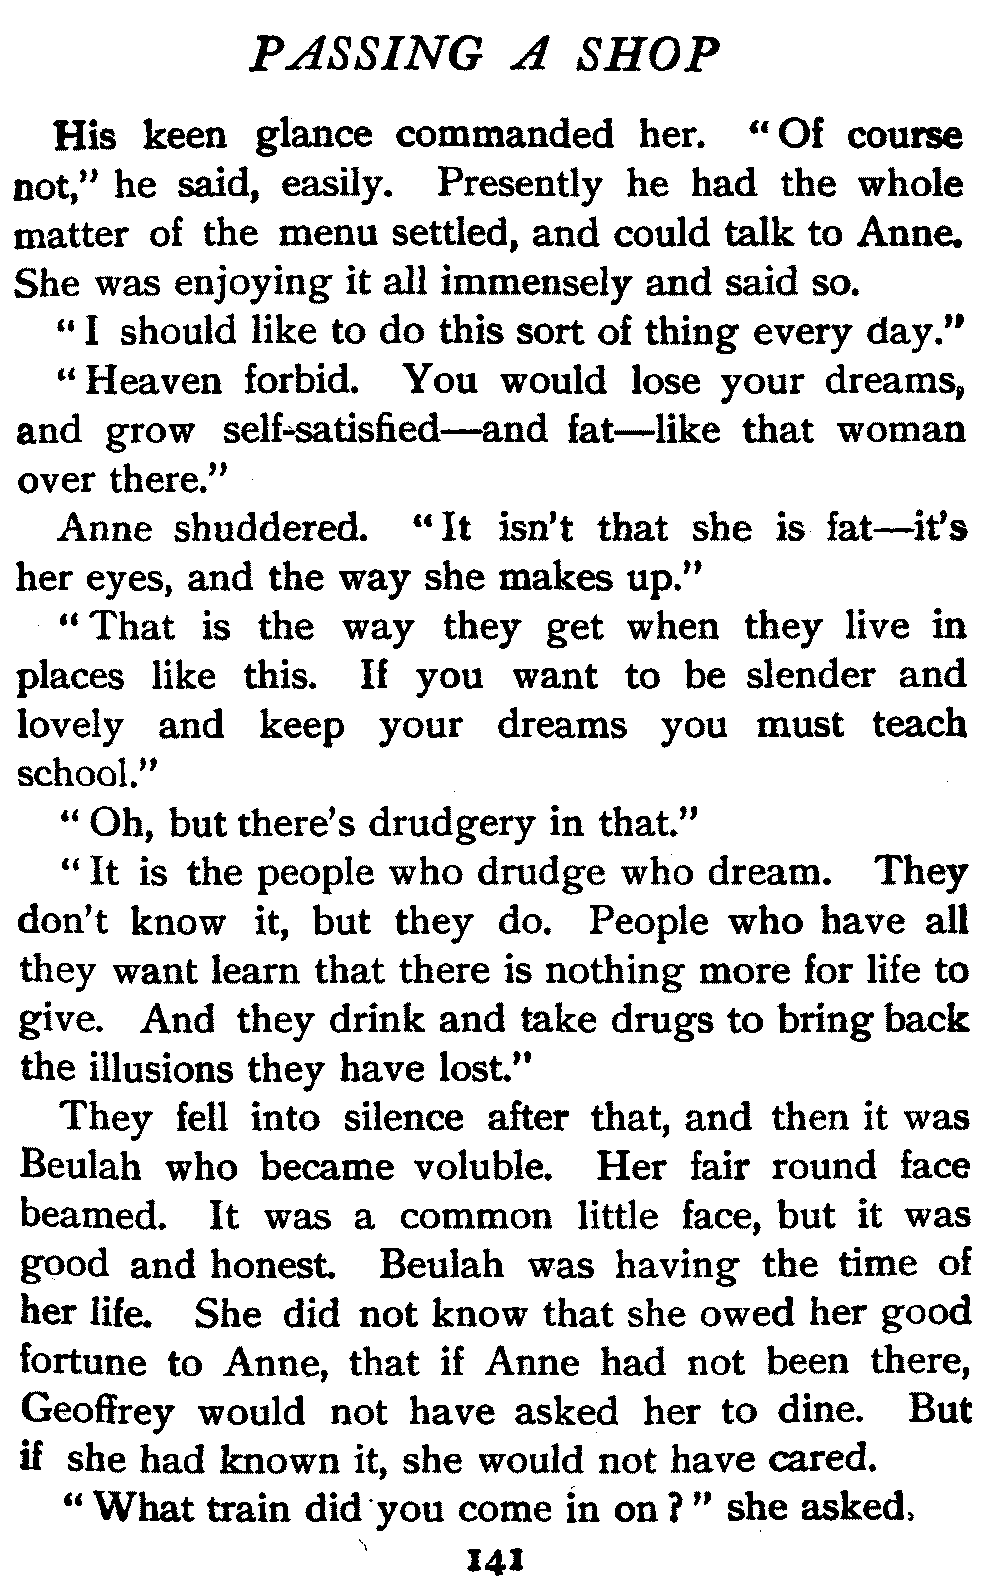 PASSING A SHOP
His keen glance commanded her. “Of course
not,” he said, easily. Presently he had the whole
matter of the menu settled, and could talk to Anne.
She was enjoying it all immensely and said so.
“I should like to do this sort of thing every day.”
“Heaven forbid. You would lose your dreams,
and grow self-satisfied—and fat—like that woman
over there.”
Anne shuddered. “It isn't that she is fat—it's
her eyes, and the way she makes up.”
“That is the way they get when they live in
places like this. If you want to be slender and
lovely and keep your dreams you must teach
school.”
“Oh, but there's drudgery in that.”
“It is the people who drudge who dream. They
don't know it, but they do. People who have all
they want learn that there is nothing more for life to
give. And they drink and take drugs to bring back
the illusions they have lost.”
They fell into silence after that, and then it was
Beulah who became voluble. Her fair round face
beamed. It was a common little face, but it was
good and honest. Beulah was having the time of
her life. She did not know that she owed her good
fortune to Anne, that if Anne had not been there,
Geoffrey would not have asked her to dine. But
if she had known it, she would not have cared.
“What train did you come in on?” she asked.
141